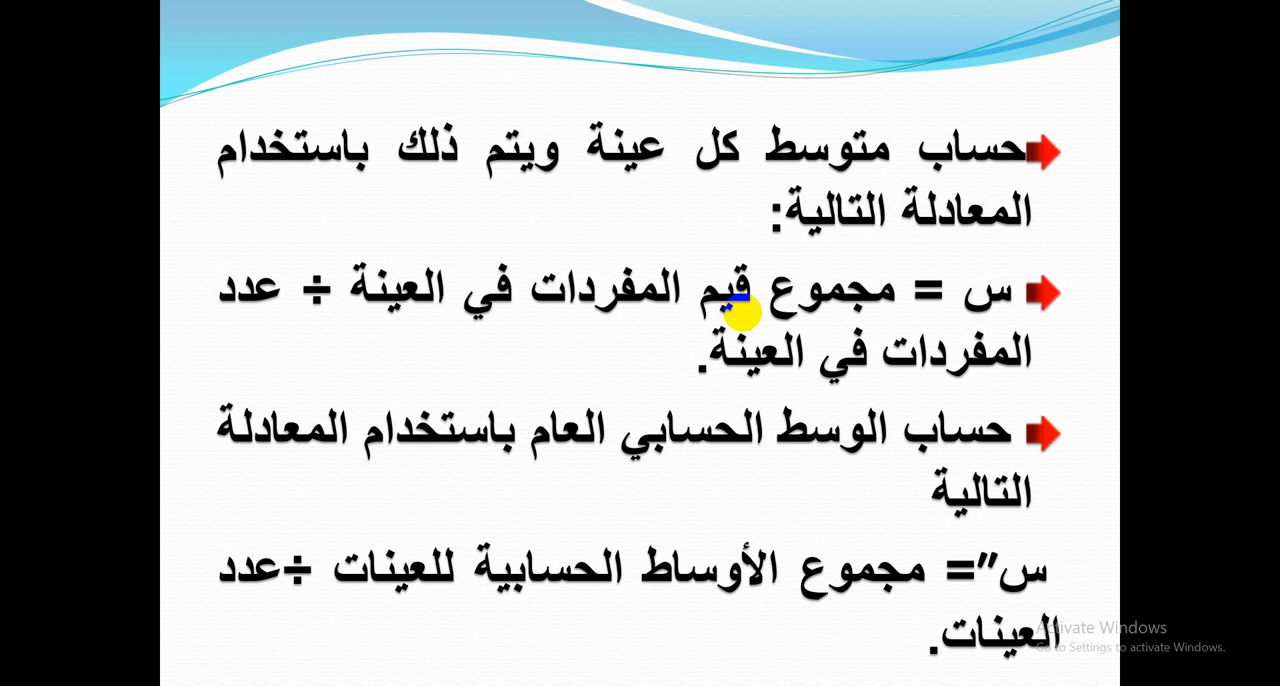 حساب متوسط كل عينة ويتم ذلك باستخدام
المعادلة التالية:
س = مجموع قيم المفردات في العينة ÷ عدد
المفردات في العينة.
حساب الوسط الحسابي العام باستخدام المعادلة
التالية
س″= مجموع الأوساط الحسابية للعينات ÷عدد
العينات.
Activate Windows
Go to Settings to activate Windows.